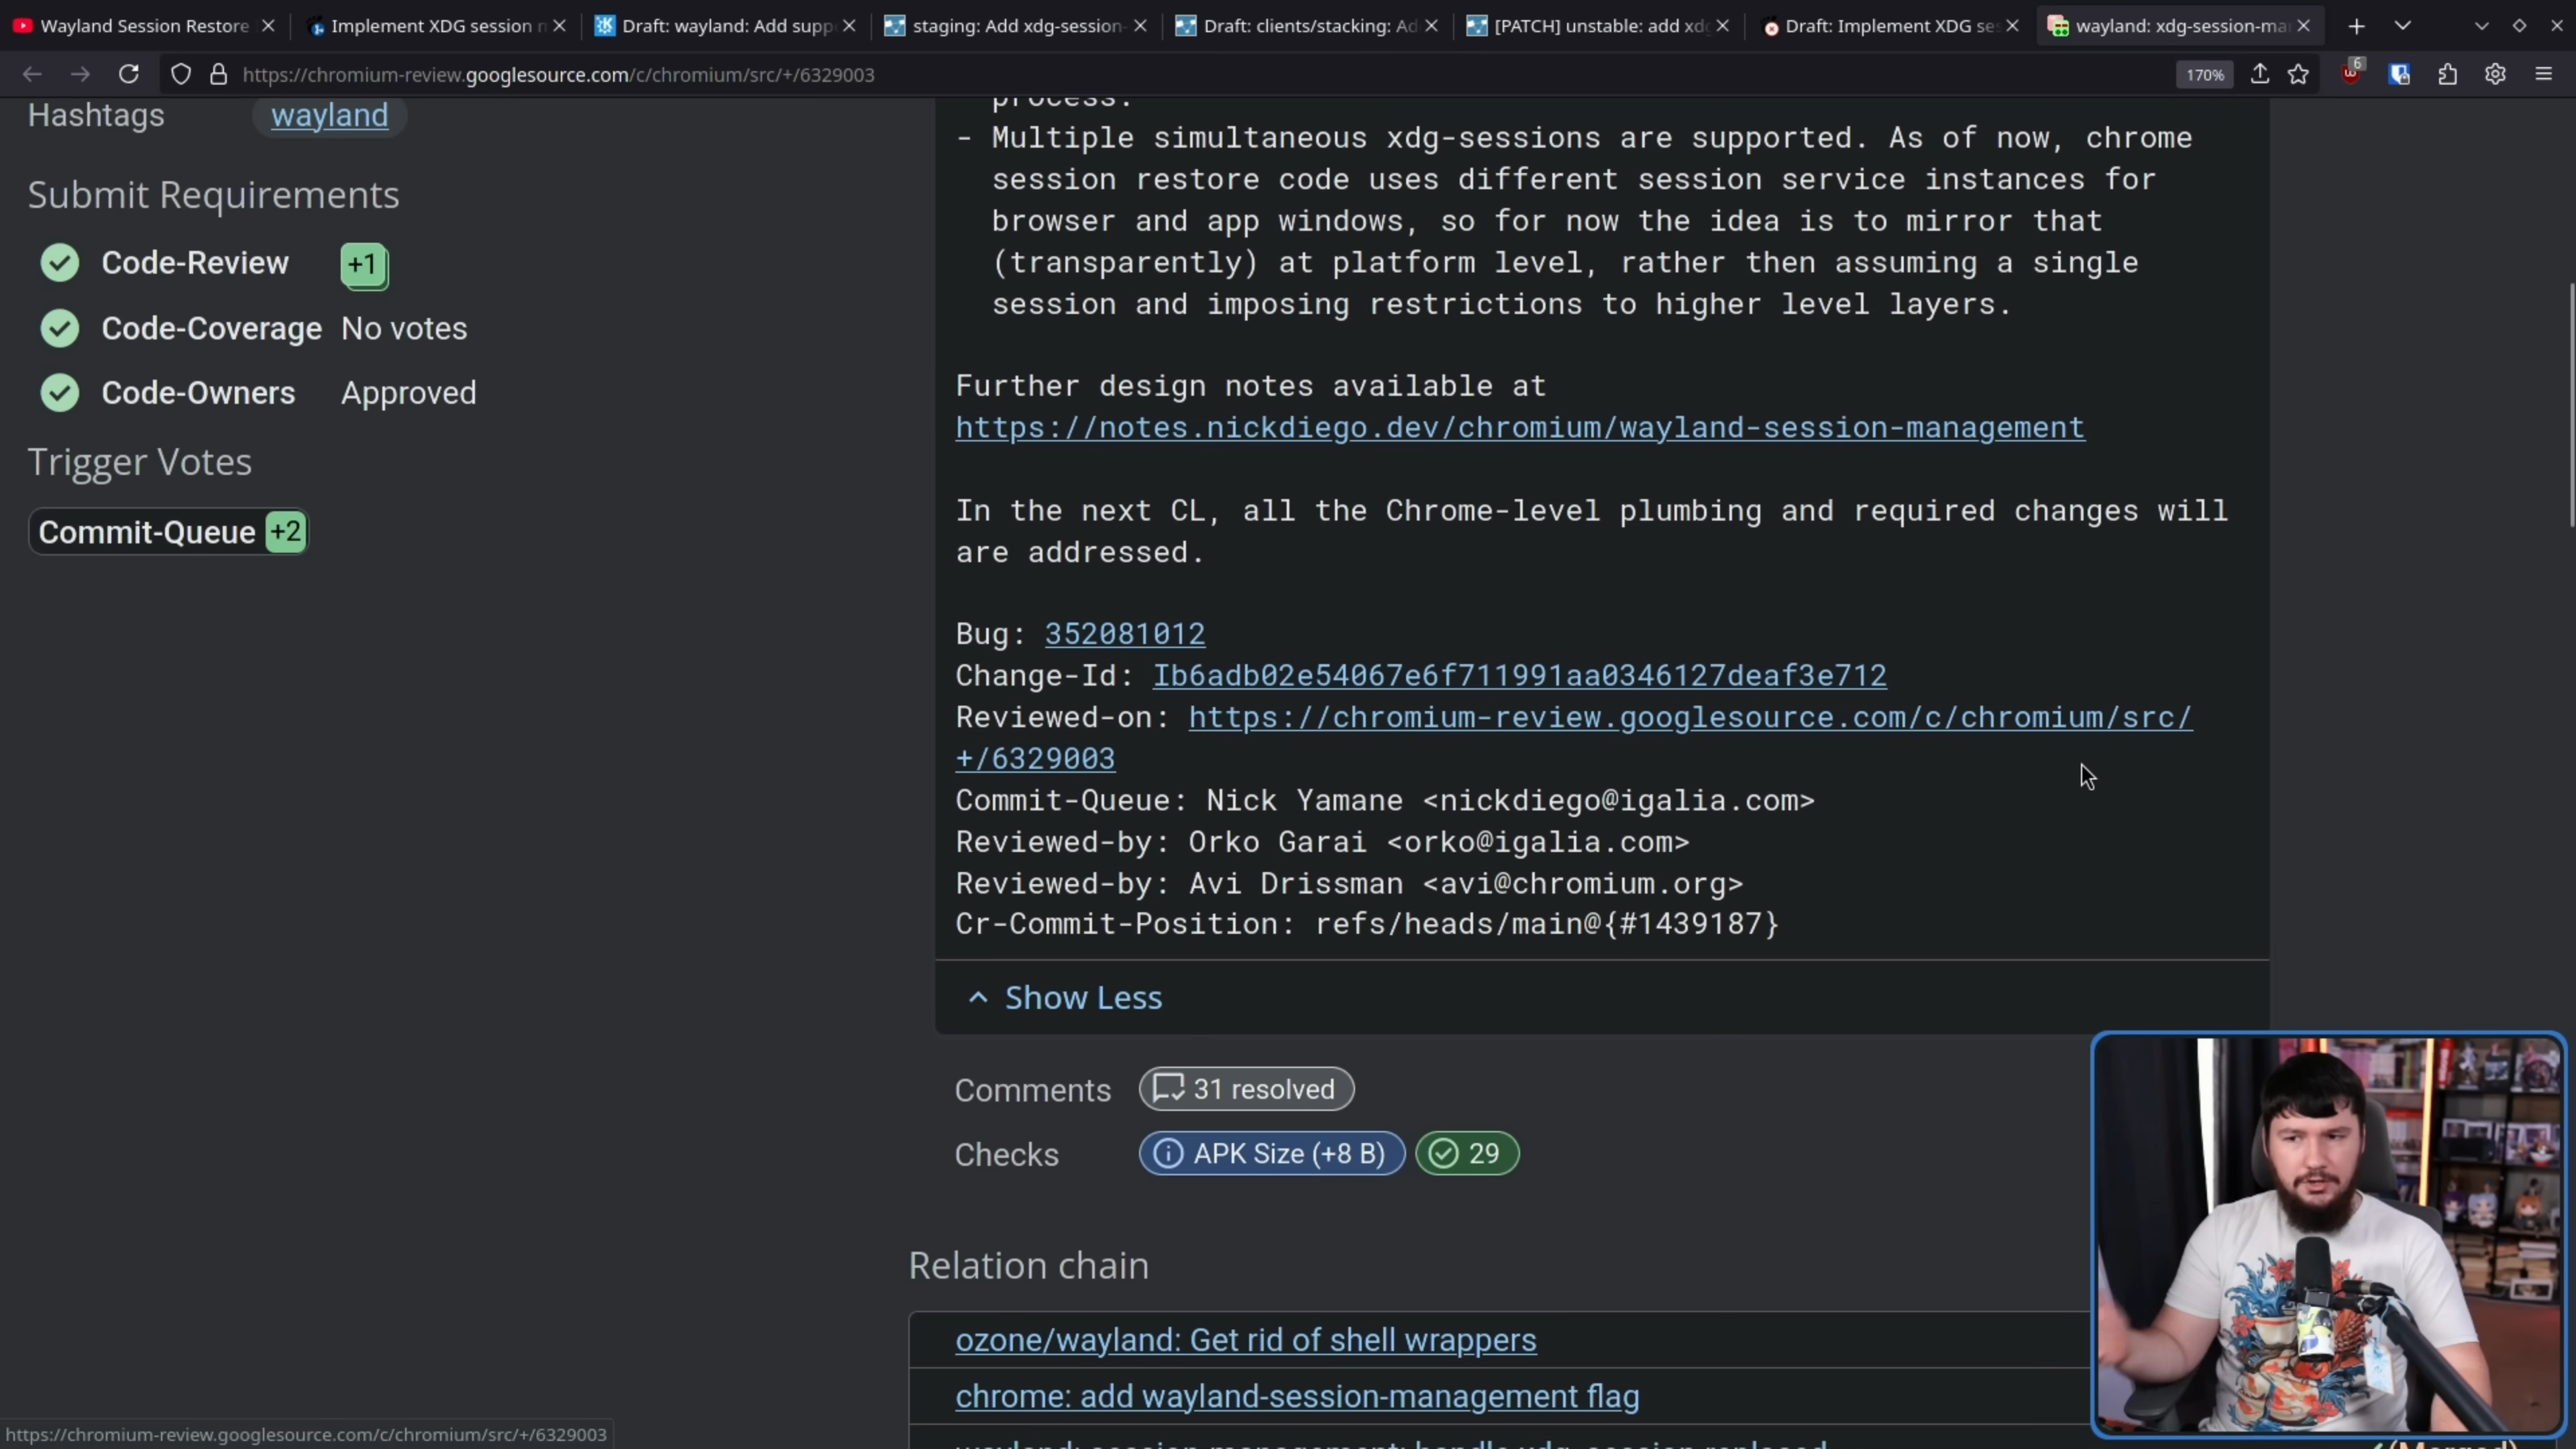 Wayland Session Restore
Implement XDG session m
Draft: wayland: Add supp
staging: Add xdg-session-
Draft: clients/stacking: Ad
[PATCH] unstable: add xdg
Draft: Implement XDG ses
wayland: xdg-session-ma
https://chromium-review.googlesource.com/c/chromium/src/+/6329003
170%
6
Hashtags wayland
Submit Requirements
Code-Review +1
Code-Coverage No votes
Code-Owners Approved
Trigger Votes
Commit-Queue +2
process.
- Multiple simultaneous xdg-sessions are supported. As of now, chrome
session restore code uses different session service instances for
browser and app windows, so for now the idea is to mirror that
(transparently) at platform level, rather then assuming a single
session and imposing restrictions to higher level layers.
Further design notes available at
https://notes.nickdiego.dev/chromium/wayland-session-management
In the next CL, all the Chrome-level plumbing and required changes will
are addressed.
Bug: 352081012
Change-Id: Ib6adb02e54067e6f711991aa0346127deaf3e712
Reviewed-on: https://chromium-review.googlesource.com/c/chromium/src/
+/6329003
Commit-Queue: Nick Yamane <nickdiego@igalia.com>
Reviewed-by: Orko Garai <orko@igalia.com>
Reviewed-by: Avi Drissman <avi@chromium.org>
Cr-Commit-Position: refs/heads/main@{#1439187}
Show Less
Comments 31 resolved
Checks APK Size (+8 B) 29
Relation chain
ozone/wayland: Get rid of shell wrappers
chrome: add wayland-session-management flag
https://chromium-review.googlesource.com/c/chromium/src/+/6329003